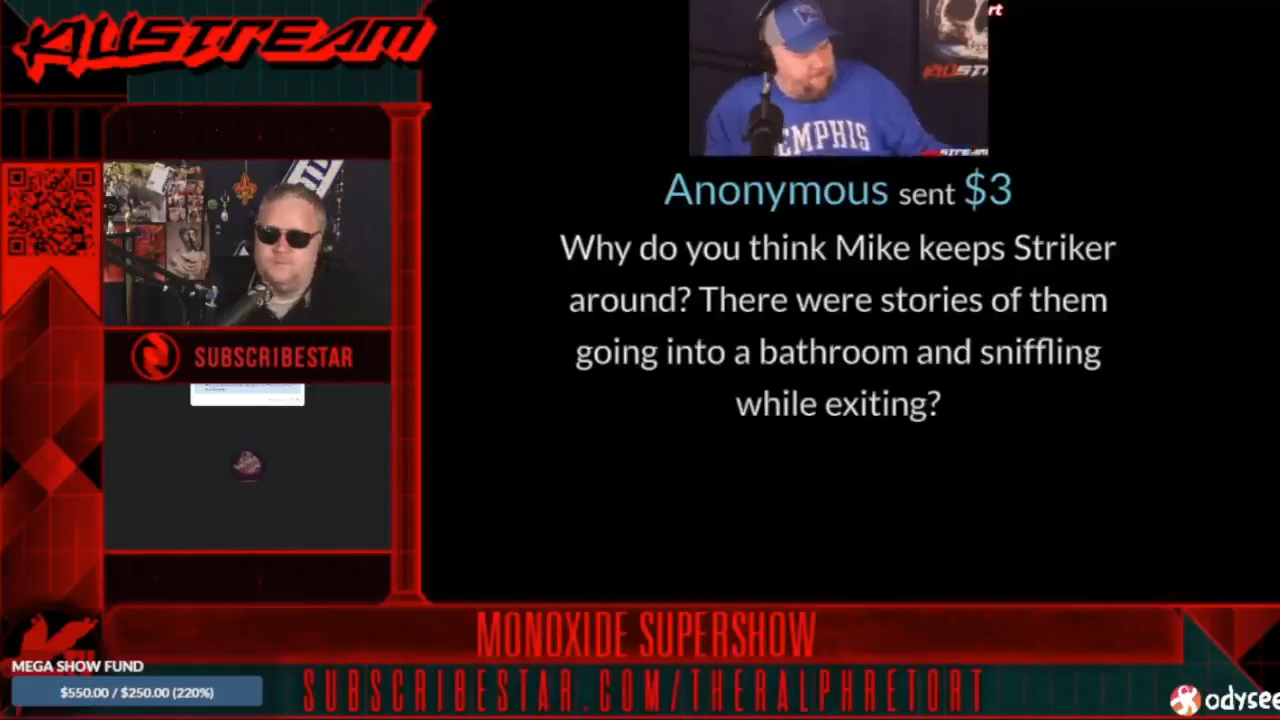 KILLSTREAM
EMPHIS
Anonymous sent $3
Why do you think Mike keeps Striker
around? There were stories of them
going into a bathroom and sniffling
while exiting?
SUBSCRIBESTAR
MONOXIDE SUPERSHOW
MEGA SHOW FUND
$550.00 / $250.00 (220%)
SUBSCRIBESTAR.COM/THERALPHRETORT
odysee